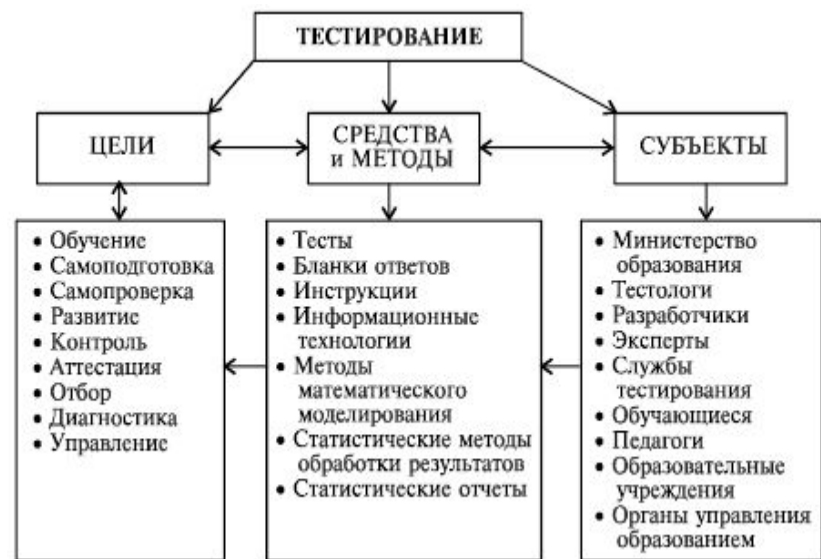 ТЕСТИРОВАНИЕ
ЦЕЛИ
СРЕДСТВА
и МЕТОДЫ
СУБЪЕКТЫ
• Обучение
• Самоподготовка
• Самопроверка
• Развитие
• Контроль
• Аттестация
• Отбор
• Диагностика
• Управление
• Тесты
• Бланки ответов
• Инструкции
• Информационные
технологии
• Методы
математического
моделирования
• Статистические методы
обработки результатов
• Статистические отчеты
• Министерство
образования
• Тестологи
• Разработчики
• Эксперты
• Службы
тестирования
• Обучающиеся
• Педагоги
• Образовательные
учреждения
• Органы управления
образованием